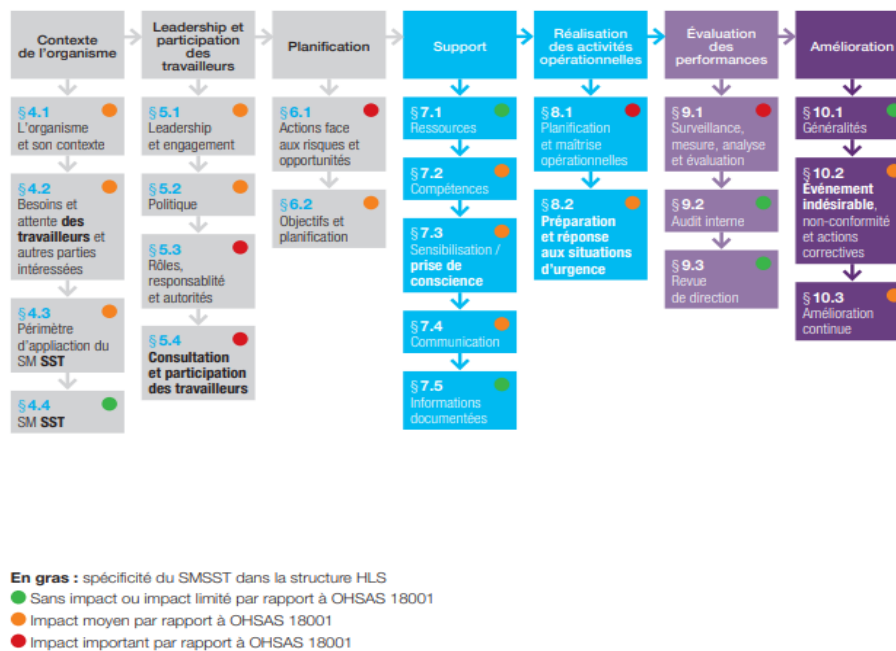 Contexte
de l'organisme
Leadership et
participation
des
travailleurs
Planification
Support
Réalisation
des activités
opérationnelles
Évaluation
des
performances
Amélioration
§4.1
L'organisme
et son contexte
§4.2
Besoins et
attente des
travailleurs et
autres parties
intéressées
§4.3
Périmètre
d'appliaction du
SM SST
§4.4
SM SST
§5.1
Leadership
et engagement
§5.2
Politique
§5.3
Rôles,
responsablité
et autorités
§5.4
Consultation
et participation
des travailleurs
§6.1
Actions face
aux risques et
opportunités
§6.2
Objectifs et
planification
§7.1
Ressources
§7.2
Compétences
§7.3
Sensibilisation /
prise de
conscience
§7.4
Communication
§7.5
Informations
documentées
§8.1
Planification
et maîtrise
opérationnelles
§8.2
Préparation
et réponse
aux situations
d'urgence
§9.1
Surveillance,
mesure, analyse
et évaluation
§9.2
Audit interne
§9.3
Revue
de direction
§10.1
Généralités
§10.2
Événement
indésirable,
non-conformité
et actions
correctives
§10.3
Amélioration
continue
En gras : spécificité du SMSST dans la structure HLS
Sans impact ou impact limité par rapport à OHSAS 18001
Impact moyen par rapport à OHSAS 18001
Impact important par rapport à OHSAS 18001